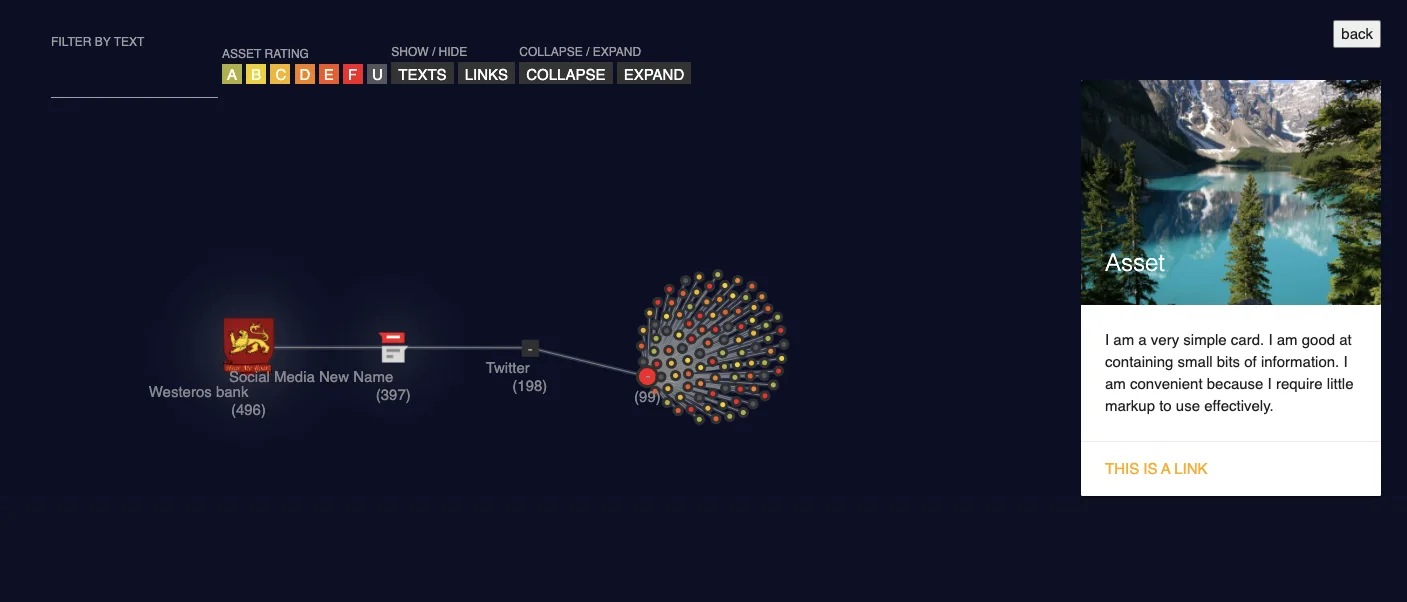 back
FILTER BY TEXT
ASSET RATING
SHOW / HIDE
COLLAPSE / EXPAND
A B C D E F U TEXTS LINKS COLLAPSE EXPAND
Asset
I am a very simple card. I am good at
containing small bits of information. I
am convenient because I require little
markup to use effectively.
THIS IS A LINK
Westeros bank
(496)
Social Media New Name
(397)
-
Twitter
(198)
-
(99)